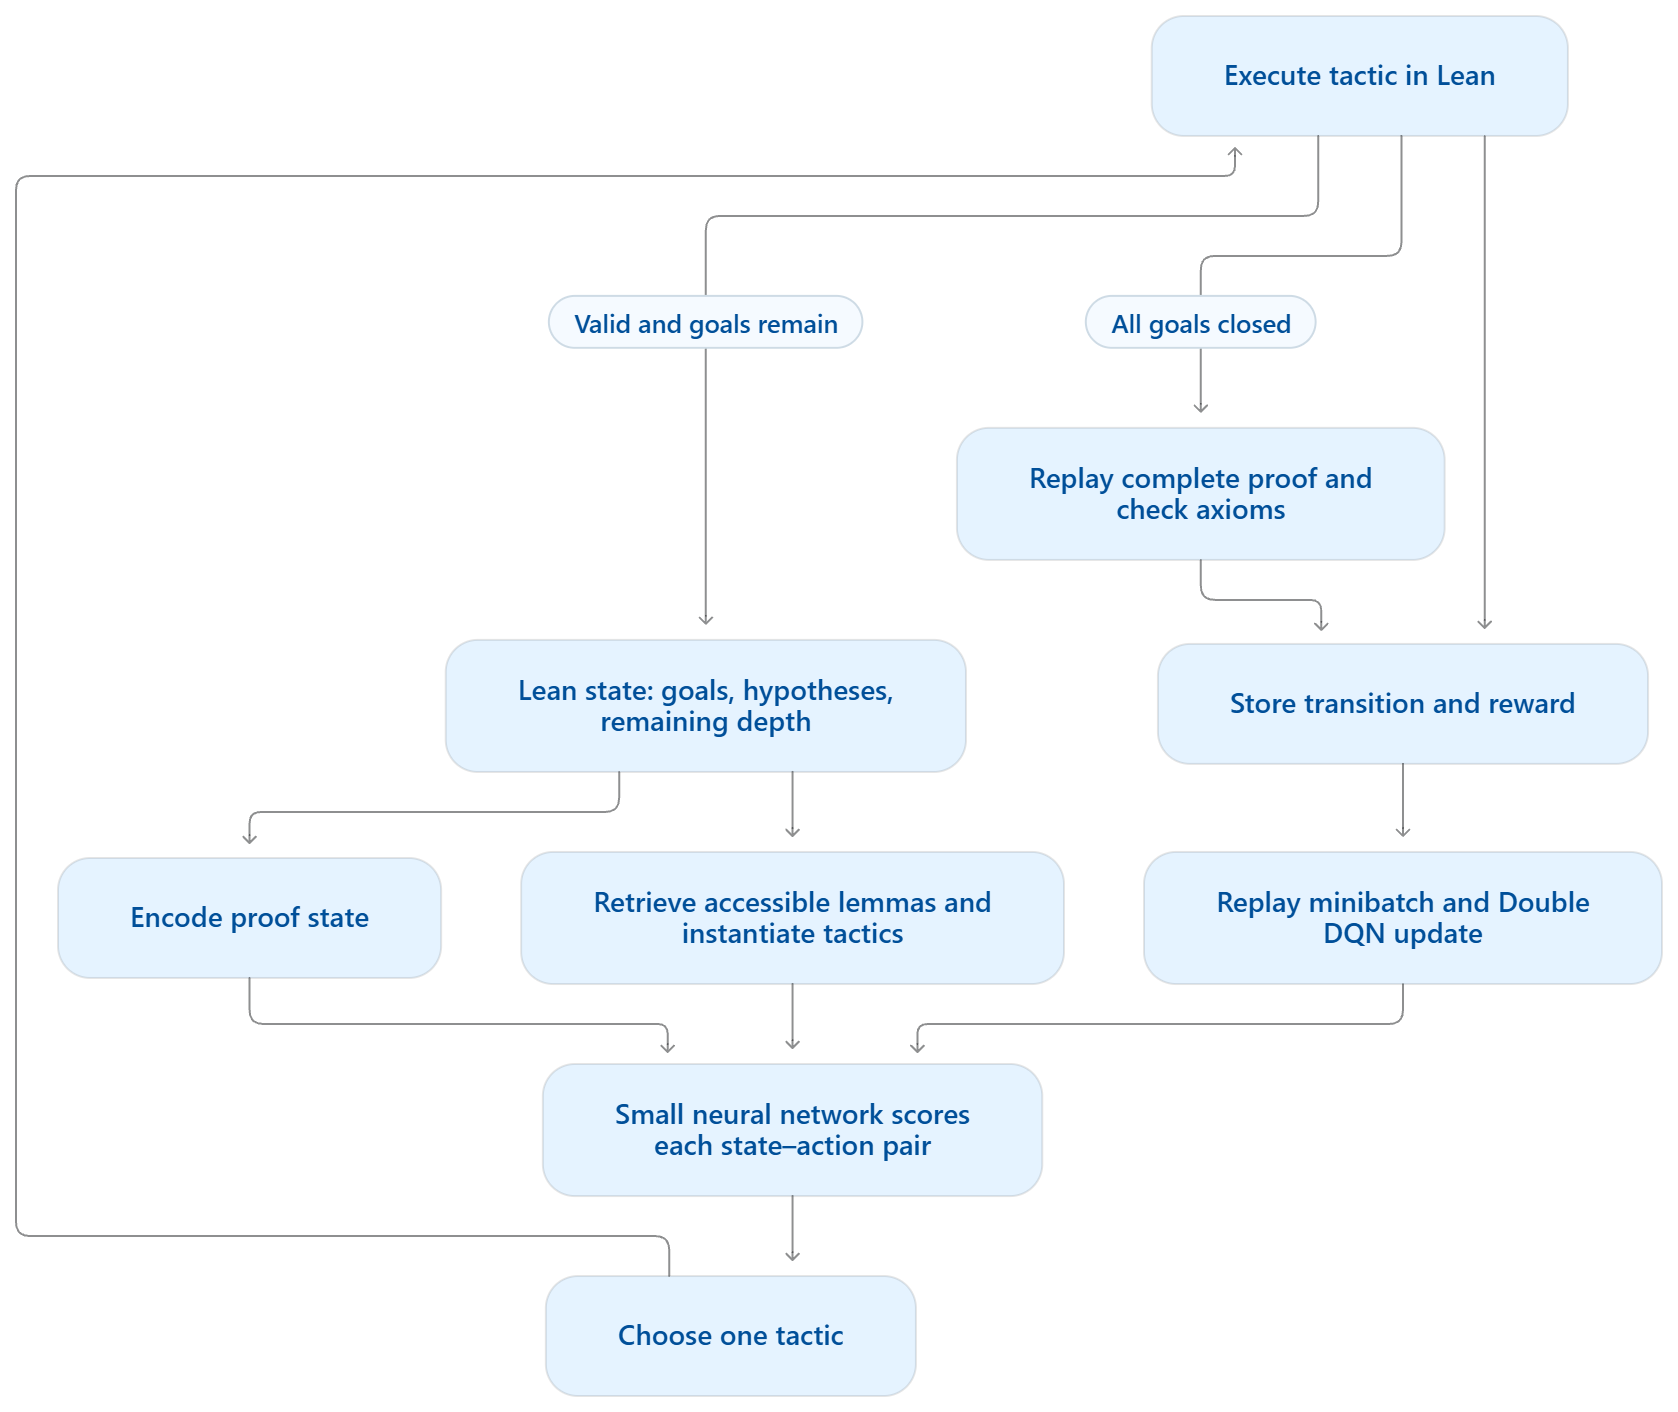 Execute tactic in Lean
Valid and goals remain
All goals closed
Replay complete proof and
check axioms
Lean state: goals, hypotheses,
remaining depth
Store transition and reward
Encode proof state
Retrieve accessible lemmas and
instantiate tactics
Replay minibatch and Double
DQN update
Small neural network scores
each state–action pair
Choose one tactic